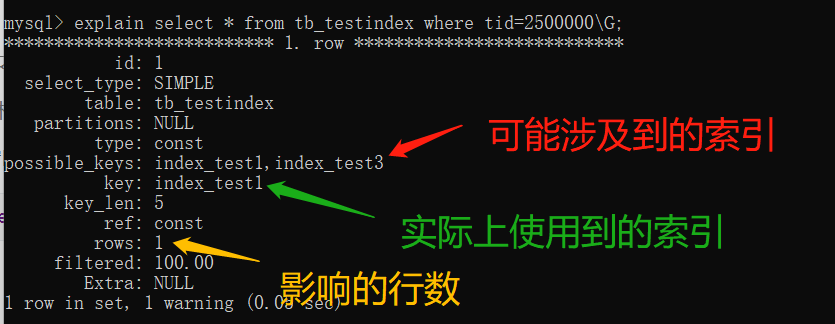 mysql> explain select * from tb_testindex where tid=2500000\G;
*************************** 1. row ***************************
id: 1
select_type: SIMPLE
table: tb_testindex
partitions: NULL
type: const
possible_keys: index_test1,index_test3
可能涉及到的索引
key: index_test1
key_len: 5
实际上使用到的索引
ref: const
rows: 1
filtered: 100.00
影响的行数
Extra: NULL
1 row in set, 1 warning sec)